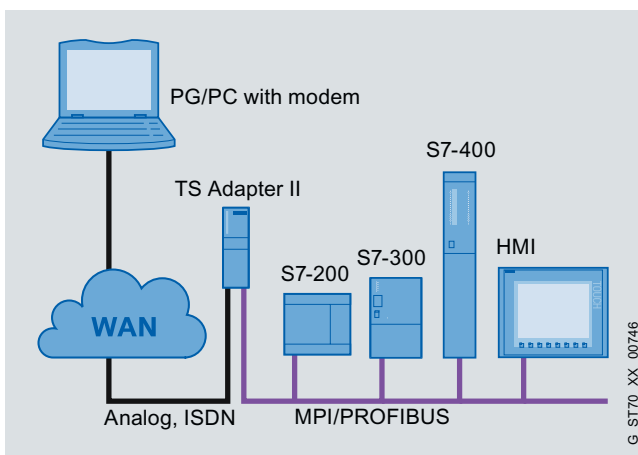 PG/PC with modem
S7-400
TS Adapter II
HMI
S7-300
S7-200
TOUCH
WAN
Analog, ISDN
MPI/PROFIBUS
G_ST70_XX_00746